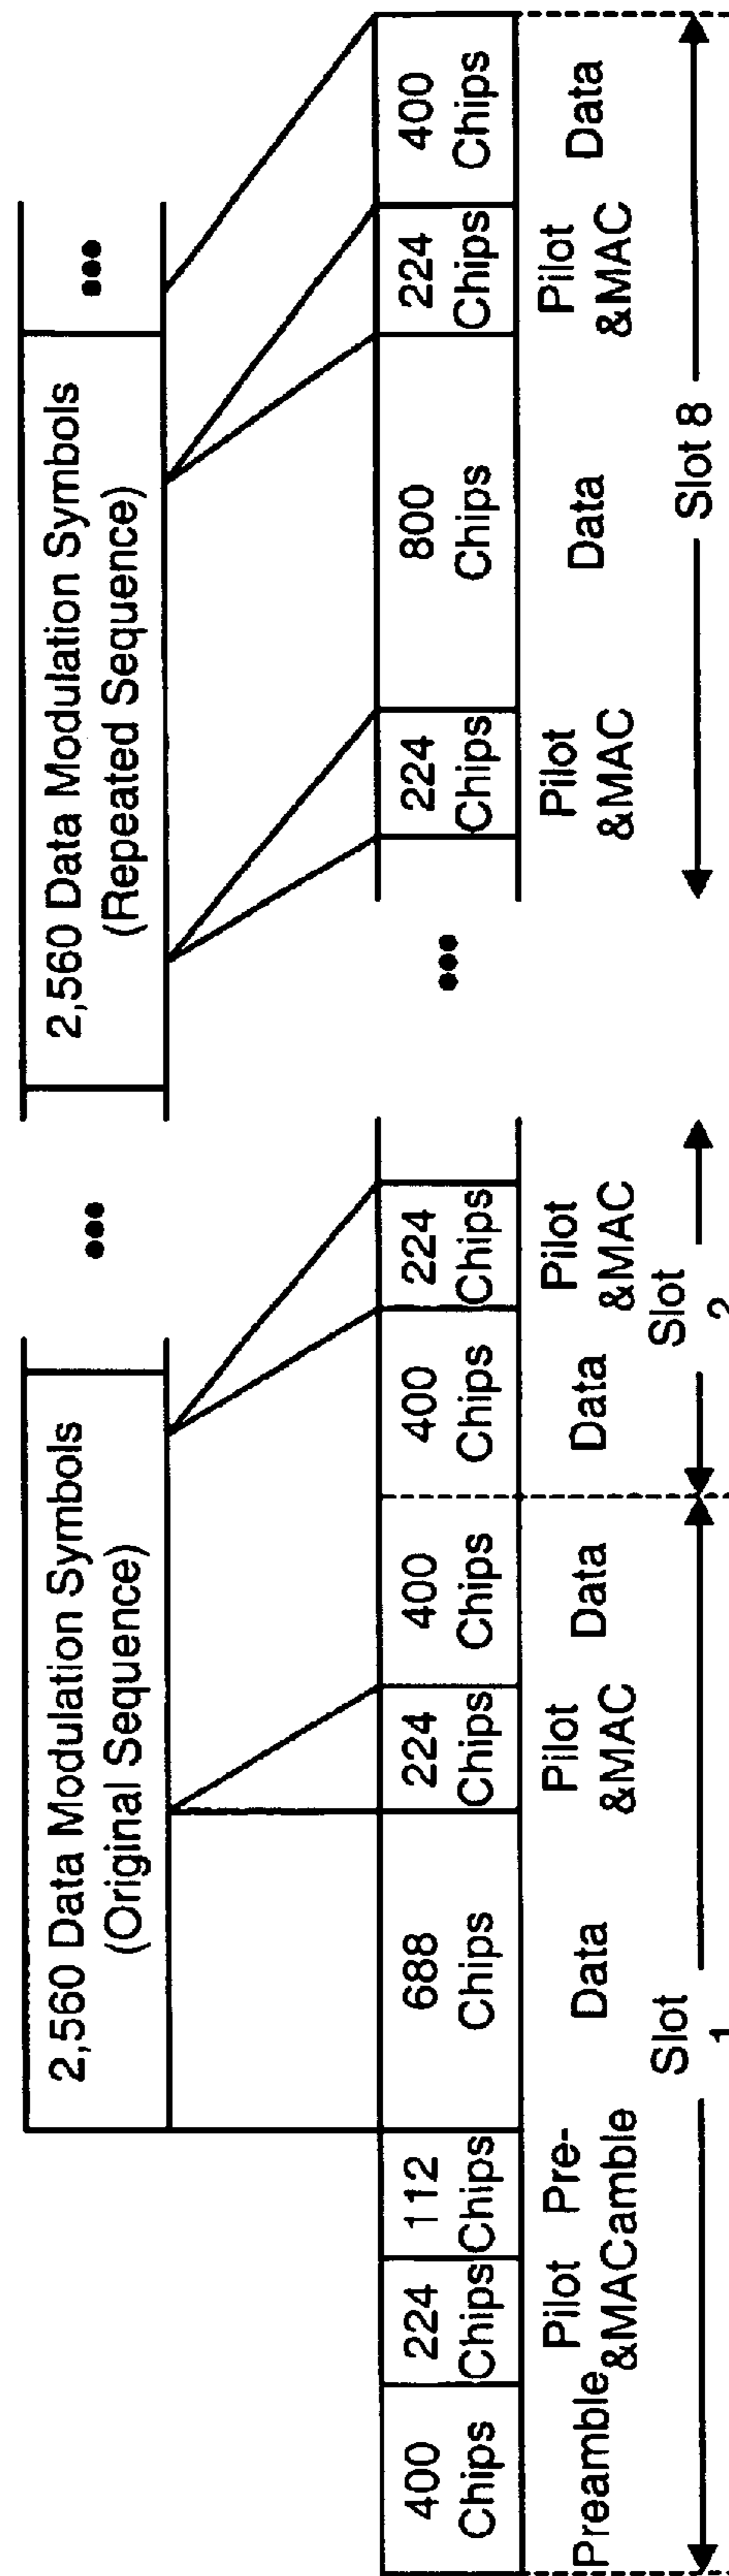 2,560 Data Modulation Symbols
(Original Sequence)
•••
2,560 Data Modulation Symbols
(Repeated Sequence)
•••
400
Chips
224
Chips
112
Chips
688
Chips
224
Chips
400
Chips
400
Chips
224
Chips
•••
224
Chips
800
Chips
224
Chips
400
Chips
Preamble
Pilot
&MAC
Pre-
amble
Data
Pilot
&MAC
Data
Data
Pilot
&MAC
Pilot
&MAC
Data
Pilot
&MAC
Data
Slot
1
Slot
2
Slot 8